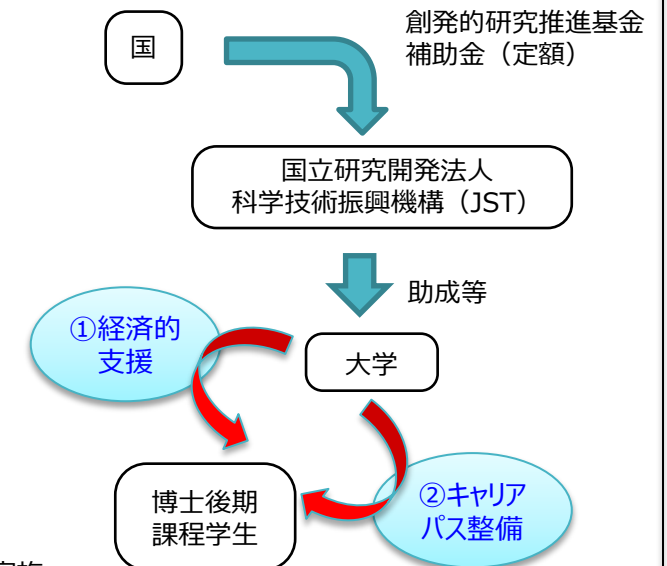 国
創発的研究推進基金
補助金（定額）
国立研究開発法人
科学技術振興機構（JST）
助成等
①経済的
支援
大学
博士後期
課程学生
②キャリア
パス整備